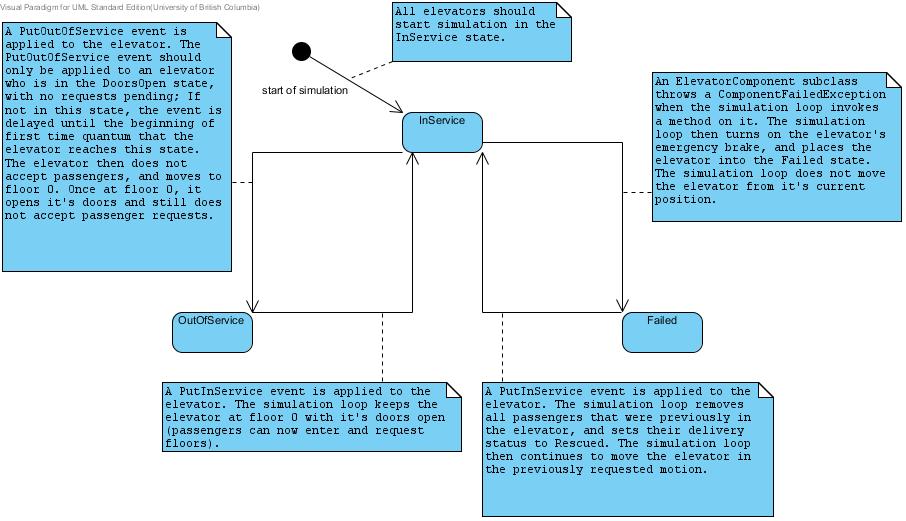 Visual Paradigm for UML Standard Edition(University of British Columbia)
All elevators should
start simulation in the
InService state.
A PutOutOfService event is
applied to the elevator. The
PutOutOfService event should
only be applied to an elevator
who is in the DoorsOpen state,
with no requests pending; If
not in this state, the event is
delayed until the beginning of
first time quantum that the
elevator reaches this state.
The elevator then does not
accept passengers, and moves to
floor 0. Once at floor 0, it
opens it's doors and still does
not accept passenger requests.
start of simulation
An ElevatorComponent subclass
throws a ComponentFailedException
when the simulation loop invokes
a method on it. The simulation
loop then turns on the elevator's
emergency brake, and places the
elevator into the Failed state.
The simulation loop does not move
the elevator from it's current
position.
InService
OutOfService
Failed
A PutInService event is applied to the
elevator. The simulation loop keeps the
elevator at floor 0 with it's doors open
(passengers can now enter and request
floors).
A PutInService event is applied to the
elevator. The simulation loop removes
all passengers that were previously in
the elevator, and sets their delivery
status to Rescued. The simulation loop
then continues to move the elevator in
the previously requested motion.